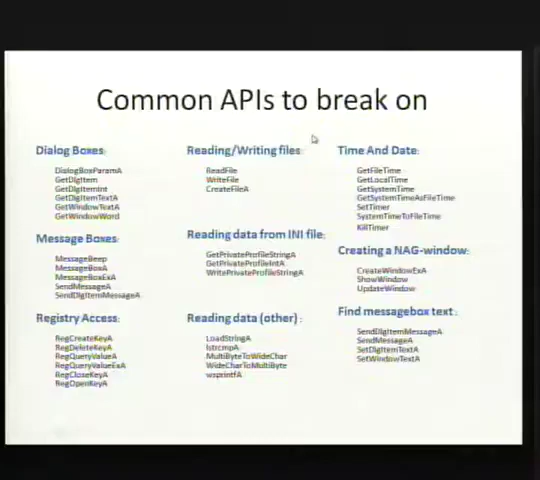 Common APIs to break on
Dialog Boxes:
DialogBoxParamA
GetDlgItem
GetDlgItemInt
GetDlgItemTextA
GetWindowTextA
GetWindowWord
Message Boxes:
MessageBeep
MessageBoxA
MessageBoxExA
SendMessageA
SendDlgItemMessageA
Registry Access:
RegCreateKeyA
RegDeleteKeyA
RegQueryValueA
RegQueryValueExA
RegCloseKeyA
RegOpenKeyA
Reading/Writing files:
ReadFile
WriteFile
CreateFileA
Reading data from INI file:
GetPrivateProfileStringA
GetPrivateProfileIntA
WritePrivateProfileStringA
Reading data (other) :
LoadStringA
lstrcmpA
MultiByteToWideChar
WideCharToMultiByte
wsprintfA
Time And Date:
GetFileTime
GetLocalTime
GetSystemTime
GetSystemTimeAsFileTime
SetTimer
SystemTimeToFileTime
KillTimer
Creating a NAG-window:
CreateWindowExA
ShowWindow
UpdateWindow
Find messagebox text :
SendDlgItemMessageA
SendMessageA
SetDlgItemTextA
SetWindowTextA